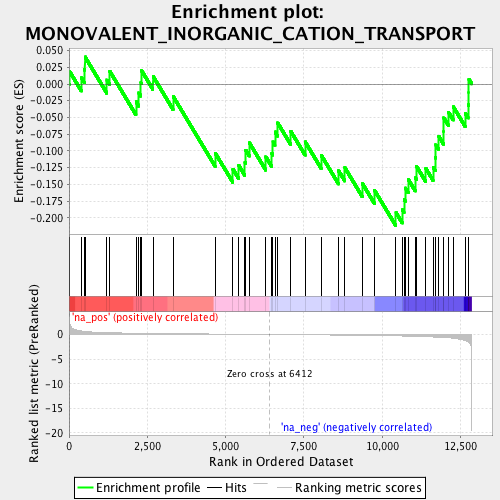 Enrichment plot:
MONOVALENT_INORGANIC_CATION_TRANSPORT
Enrichment score (ES)
0.050
0.025
0.000
-0.025
-0.050
-0.075
-0.100
-0.125
-0.150
-0.175
-0.200
'na_pos' (positively correlated)
Ranked list metric (PreRanked)
0
-5
-10
-15
-20
Zero cross at 6412
'na_neg' (negatively correlated)
0
2,500
5,000
7,500
10,000
12,500
Rank in Ordered Dataset
Enrichment profile
Hits
Ranking metric scores